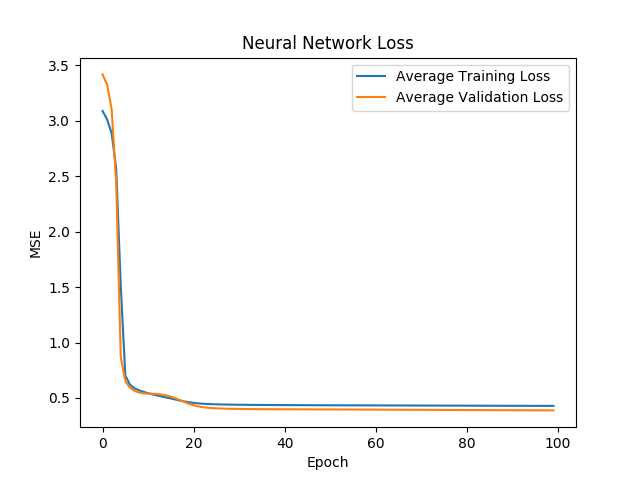 Neural Network Loss
Average Training Loss
Average Validation Loss
MSE
3.5
3.0
2.5
2.0
1.5
1.0
0.5
0 20 40 60 80 100
Epoch